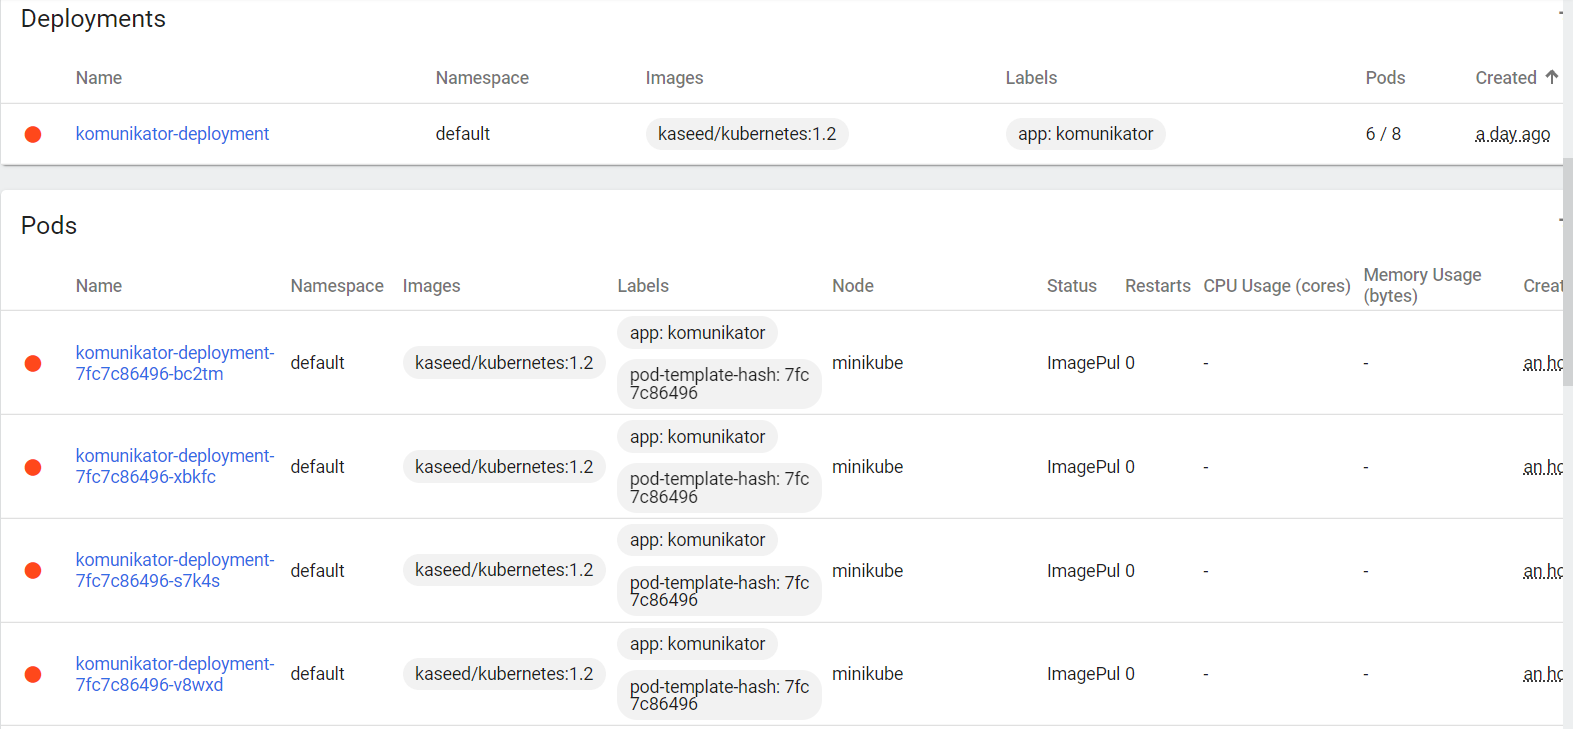 Deployments
Name Namespace Images Labels Pods Created
komunikator-deployment default kaseed/kubernetes:1.2 app: komunikator 6 / 8 a day ago
Pods
Name Namespace Images Labels Node Status Restarts CPU Usage (cores) Memory Usage (bytes) Creat
komunikator-deployment-7fc7c86496-bc2tm default kaseed/kubernetes:1.2 app: komunikator pod-template-hash: 7fc7c86496 minikube ImagePul 0 - - an ho
komunikator-deployment-7fc7c86496-xbkfc default kaseed/kubernetes:1.2 app: komunikator pod-template-hash: 7fc7c86496 minikube ImagePul 0 - - an ho
komunikator-deployment-7fc7c86496-s7k4s default kaseed/kubernetes:1.2 app: komunikator pod-template-hash: 7fc7c86496 minikube ImagePul 0 - - an ho
komunikator-deployment-7fc7c86496-v8wxd default kaseed/kubernetes:1.2 app: komunikator pod-template-hash: 7fc7c86496 minikube ImagePul 0 - - an ho